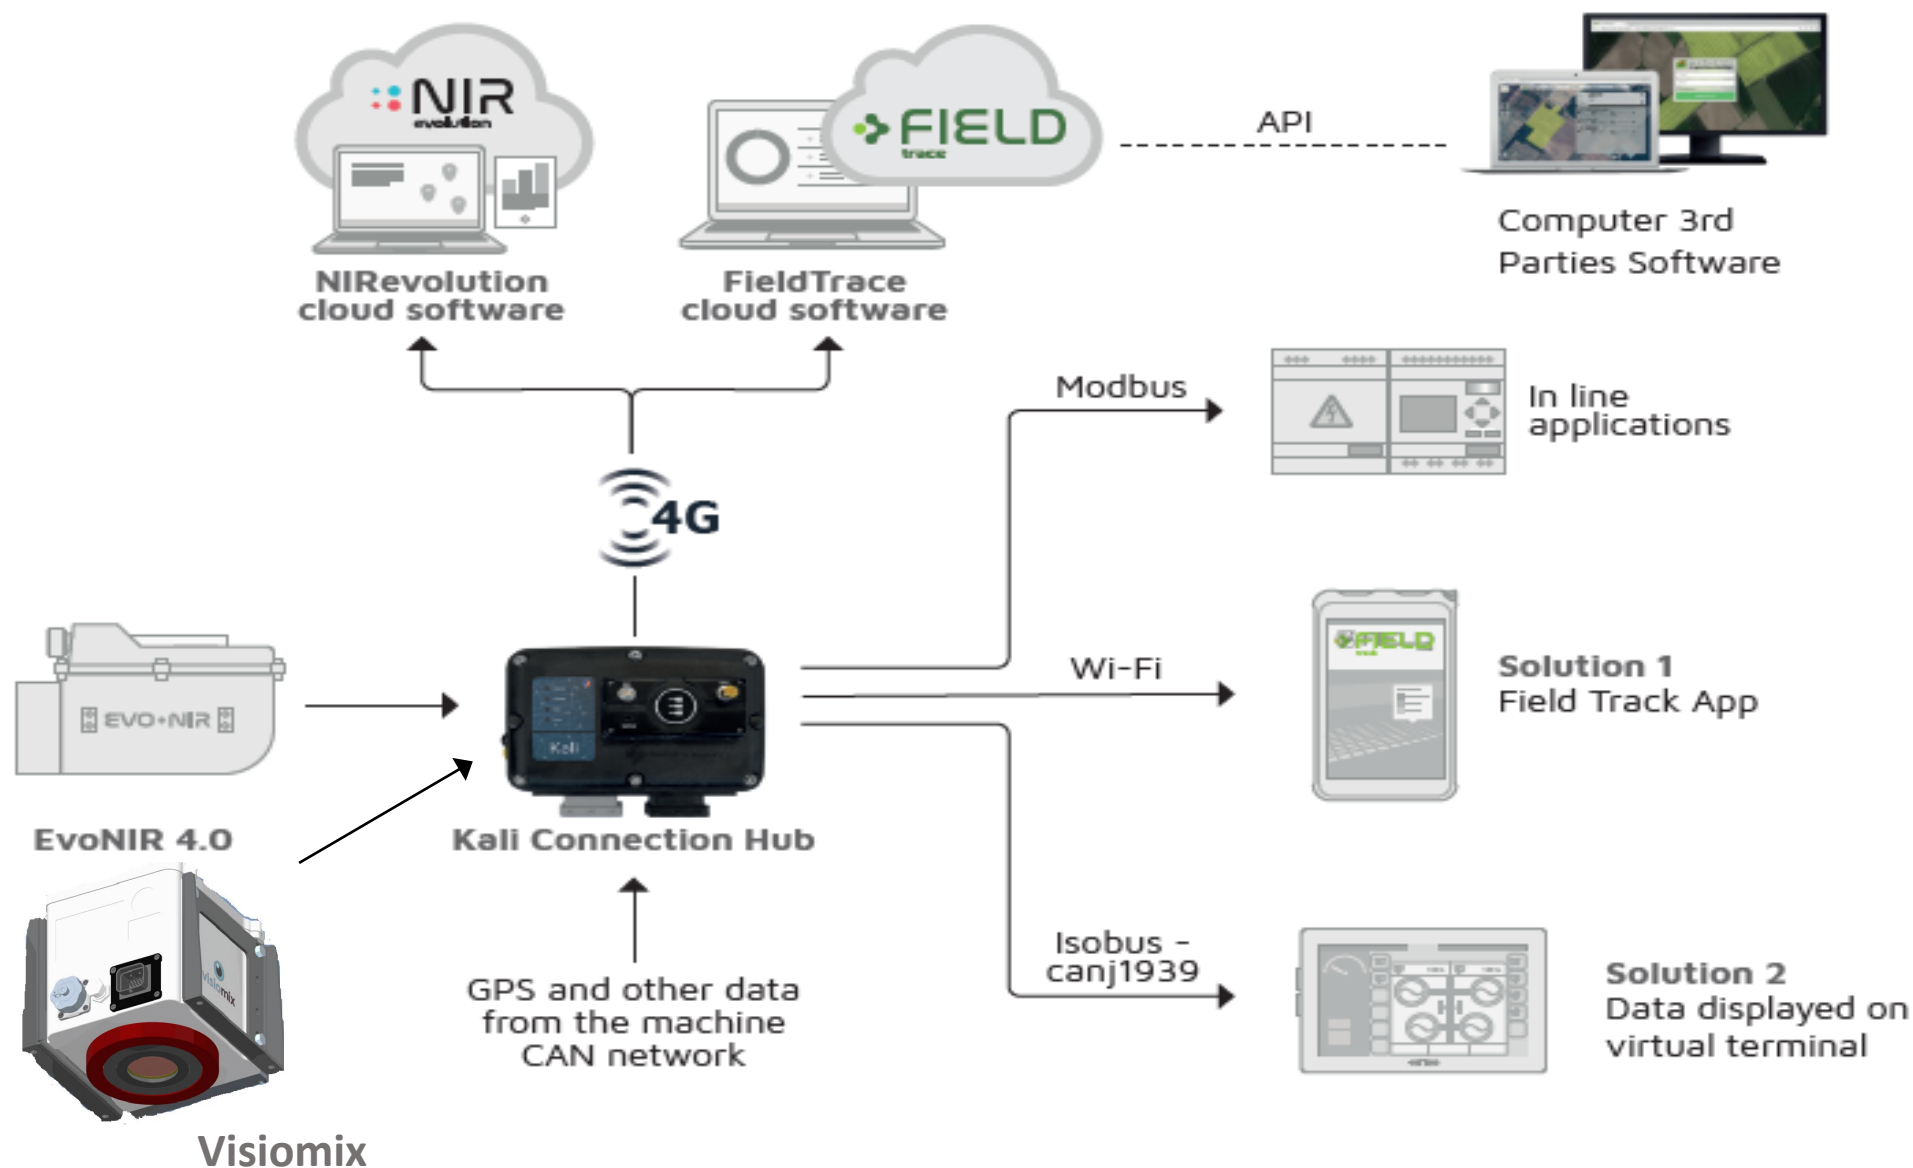 NIR
evolution
FIELD
trace
API
NIRevolution
cloud software
FieldTrace
cloud software
Computer 3rd
Parties Software
Modbus
In line
applications
4G
EVO+NIR
EvoNIR 4.0
Kali
Kali Connection Hub
Wi-Fi
FIELD
Solution 1
Field Track App
visiomix
Visiomix
GPS and other data
from the machine
CAN network
Isobus -
canj1939
Solution 2
Data displayed on
virtual terminal